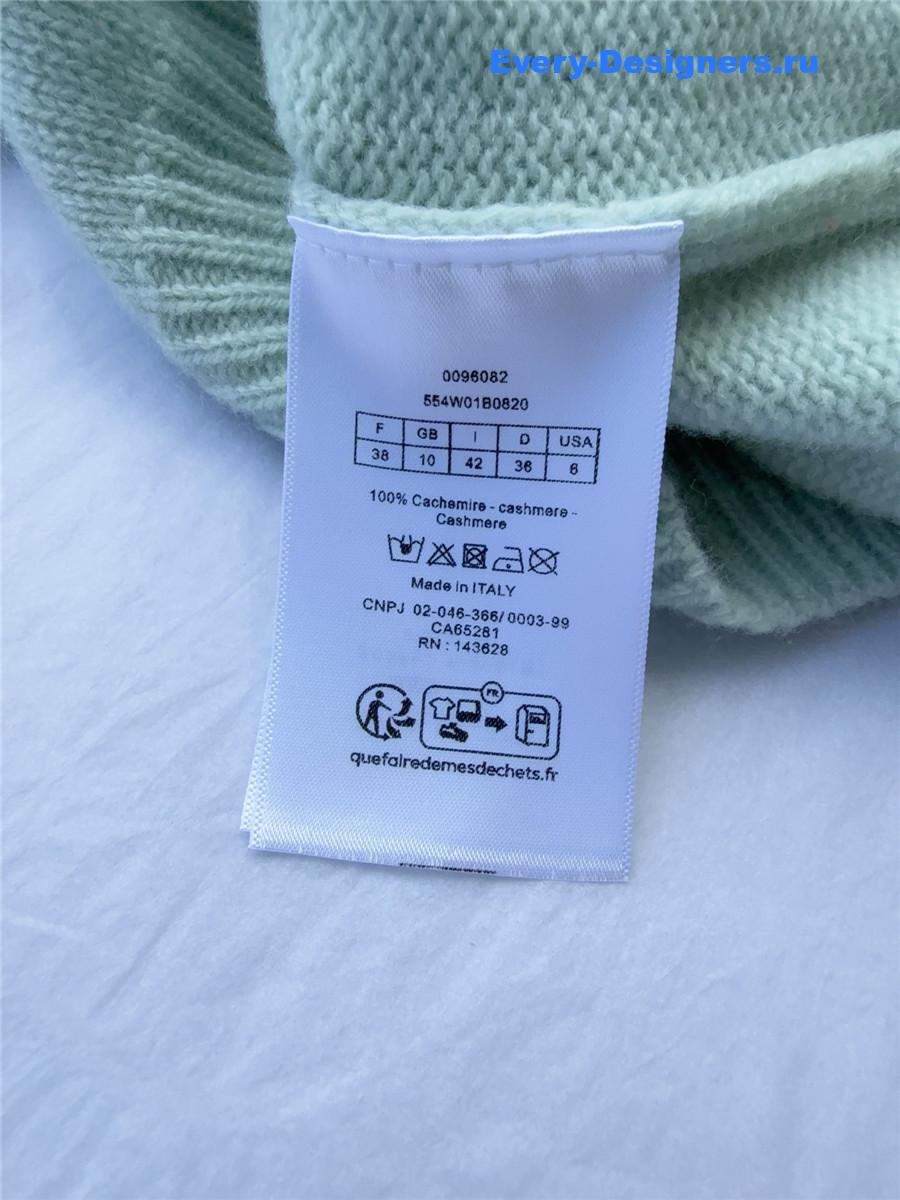 Every-Designers.ru
0096082
554W01B0820
F GB I D USA
38 10 42 36 6
100% Cachemire - cashmere -
Cashmere
Made in ITALY
CNPJ 02-046-366/ 0003-99
CA65281
RN : 143628
FR
quefairedemesdechets.fr